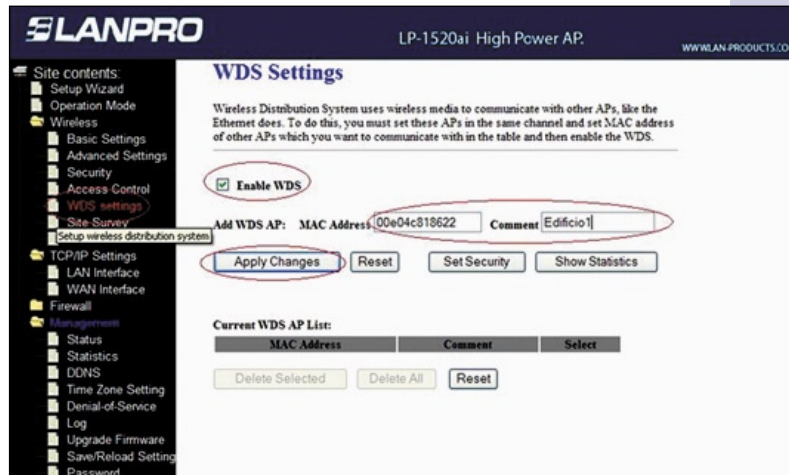 LANPRO
LP-1520ai High Power AP.
WWW.LAN-PRODUCTS.CO
Site contents:
Setup Wizard
Operation Mode
Wireless
Basic Settings
Advanced Settings
Security
Access Control
WDS settings
Site Survey
Setup wireless distribution system
TCP/IP Settings
LAN Interface
WAN Interface
Firewall
Management
Status
Statistics
DDNS
Time Zone Setting
Denial-of-Service
Log
Upgrade Firmware
Save/Reload Setting
Password
WDS Settings
Wireless Distribution System uses wireless media to communicate with other APs, like the
Ethernet does. To do this, you must set these APs in the same channel and set MAC address
of other APs which you want to communicate with in the table and then enable the WDS.
Enable WDS
Add WDS AP: MAC Address 00e04c818622 Comment Edificio1
Apply Changes Reset Set Security Show Statistics
Current WDS AP List:
MAC Address Comment Select
Delete Selected Delete All Reset